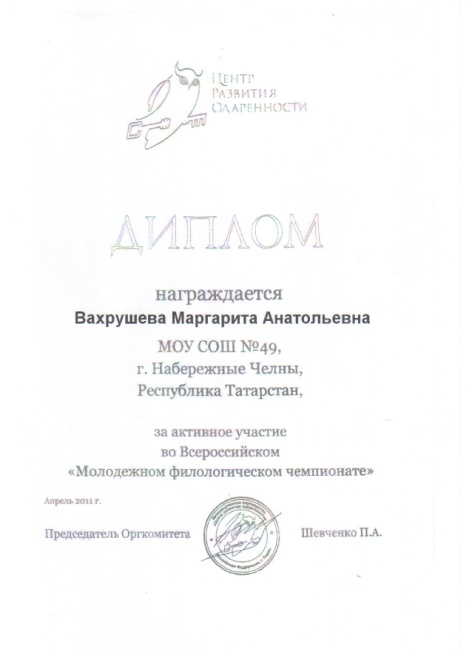 Центр
Развития
Одаренности
ДИПЛОМ
награждается
Вахрушева Маргарита Анатольевна
МОУ СОШ №49,
г. Набережные Челны,
Республика Татарстан,
за активное участие
во Всероссийском
«Молодежном филологическом чемпионате»
Апрель 2011 г.
Председатель Оргкомитета
Шевченко П.А.